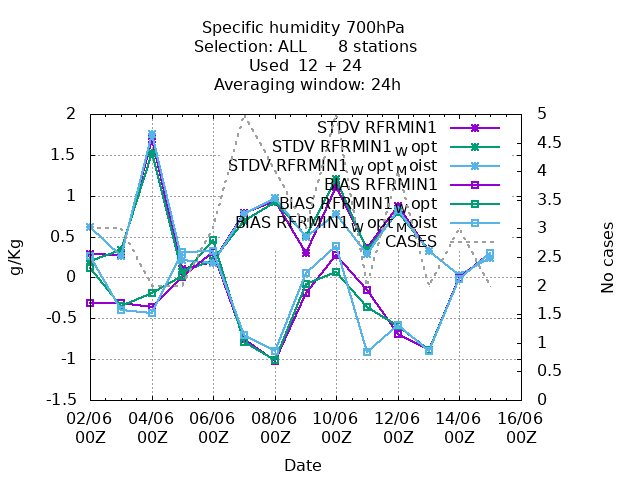 Specific humidity 700hPa
Selection: ALL 8 stations
Used 12 + 24
Averaging window: 24h
STDV RFRMIN1
STDV RFRMIN1_W opt
STDV RFRMIN1_W opt_Moist
BIAS RFRMIN1
BIAS RFRMIN1_W opt
BIAS RFRMIN1_W opt_Moist
CASES
2
1.5
1
0.5
0
-0.5
-1
-1.5
g/Kg
5
4.5
4
3.5
3
2.5
2
1.5
1
0.5
0
No cases
02/06 04/06 06/06 08/06 10/06 12/06 14/06 16/06
00Z 00Z 00Z 00Z 00Z 00Z 00Z 00Z
Date